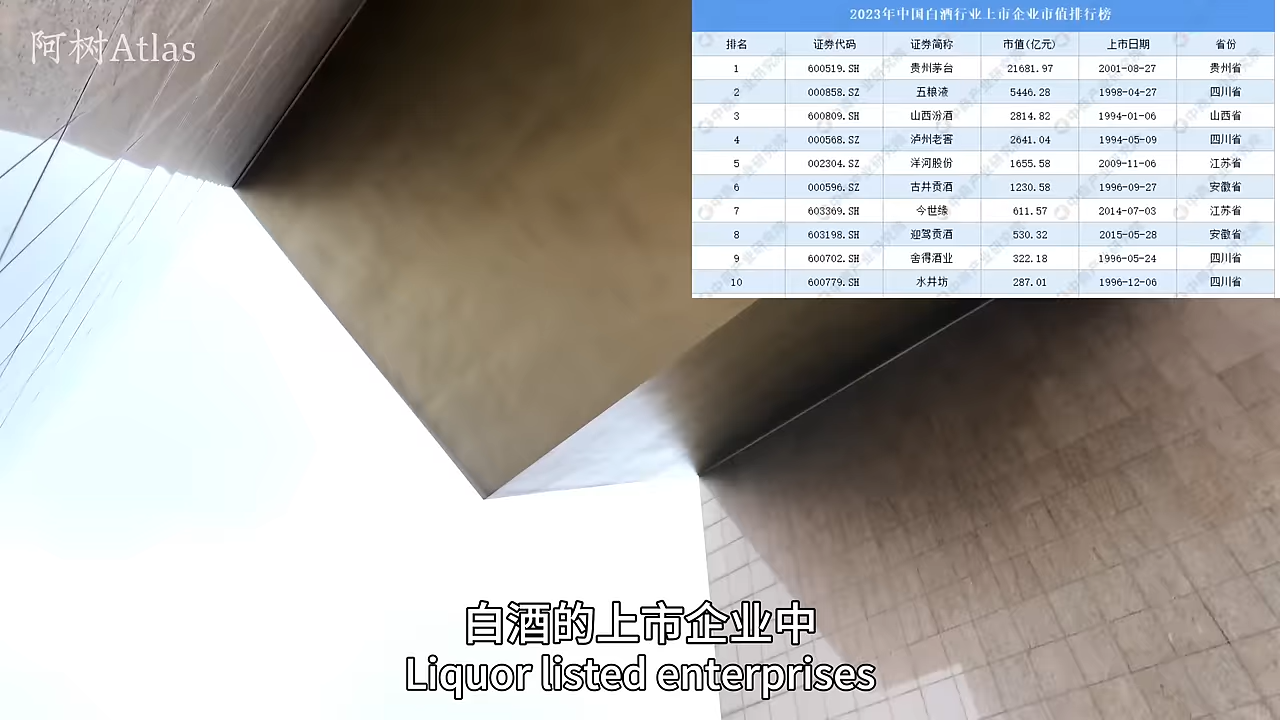 阿树Atlas
2023年中国白酒行业上市企业市值排行榜
排名 证券代码 证券简称 市值(亿元) 上市日期 省份
1 600519.SH 贵州茅台 21681.97 2001-08-27 贵州省
2 000858.SZ 五粮液 5446.28 1998-04-27 四川省
3 600809.SH 山西汾酒 2814.82 1994-01-06 山西省
4 000568.SZ 泸州老窖 2641.04 1994-05-09 四川省
5 002304.SZ 洋河股份 1655.58 2009-11-06 江苏省
6 000596.SZ 古井贡酒 1230.58 1996-09-27 安徽省
7 603369.SH 今世缘 611.57 2014-07-03 江苏省
8 603198.SH 迎驾贡酒 530.32 2015-05-28 安徽省
9 600702.SH 舍得酒业 322.18 1996-05-24 四川省
10 600779.SH 水井坊 287.01 1996-12-06 四川省
白酒的上市企业中
Liquor listed enterprises